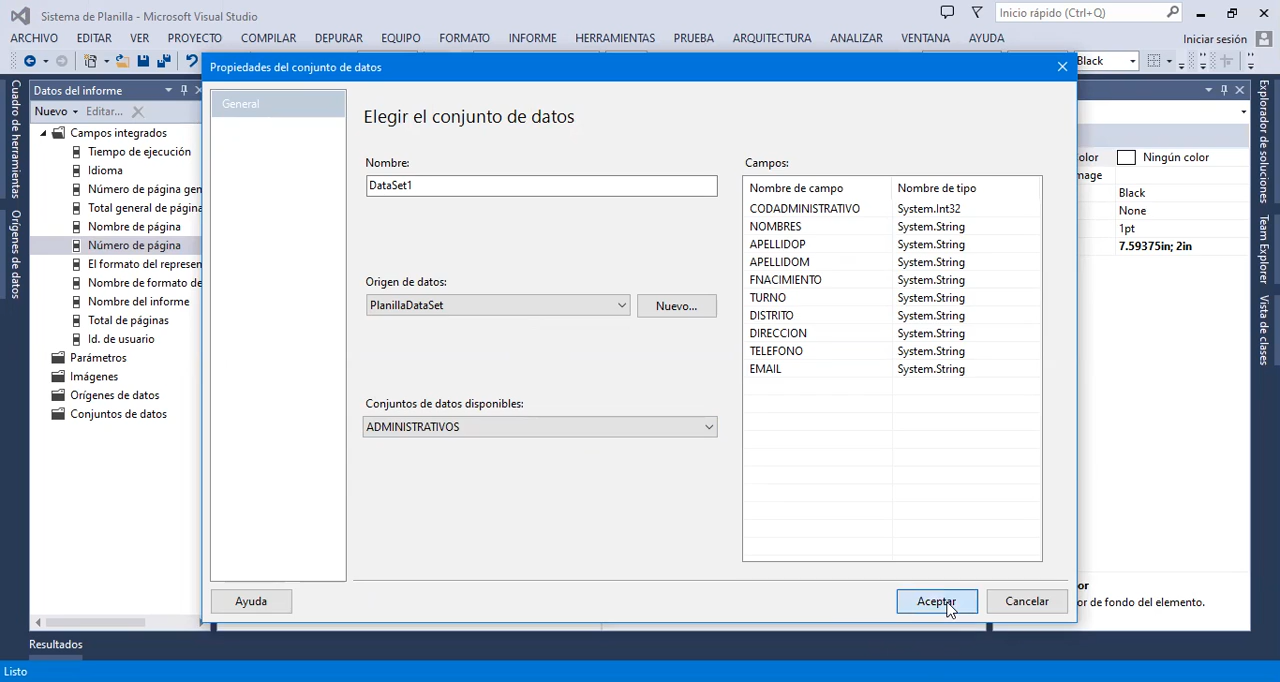 Sistema de Planilla - Microsoft Visual Studio
Inicio rápido (Ctrl+Q)
ARCHIVO EDITAR VER PROYECTO COMPILAR DEPURAR EQUIPO FORMATO INFORME HERRAMIENTAS PRUEBA ARQUITECTURA ANALIZAR VENTANA AYUDA
Iniciar sesión
Black
Propiedades del conjunto de datos
Cuadro de herramientas
Orígenes de datos
Datos del informe
Nuevo Editar...
Campos integrados
Tiempo de ejecución
Idioma
Número de página gen
Total general de página
Nombre de página
Número de página
El formato del represen
Nombre de formato de
Nombre del informe
Total de páginas
Id. de usuario
Parámetros
Imágenes
Orígenes de datos
Conjuntos de datos
General
Elegir el conjunto de datos
Nombre:
DataSet1
Origen de datos:
PlanillaDataSet
Nuevo...
Conjuntos de datos disponibles:
ADMINISTRATIVOS
Campos:
Nombre de campo Nombre de tipo
CODADMINISTRATIVO System.Int32
NOMBRES System.String
APELLIDOP System.String
APELLIDOM System.String
FNACIMIENTO System.String
TURNO System.String
DISTRITO System.String
DIRECCION System.String
TELEFONO System.String
EMAIL System.String
Ayuda
Aceptar
Cancelar
olor Ningún color
mage
Black
None
1pt
7.59375in; 2in
or
or de fondo del elemento.
Explorador de soluciones
Team Explorer
Vista de clases
Resultados
Listo